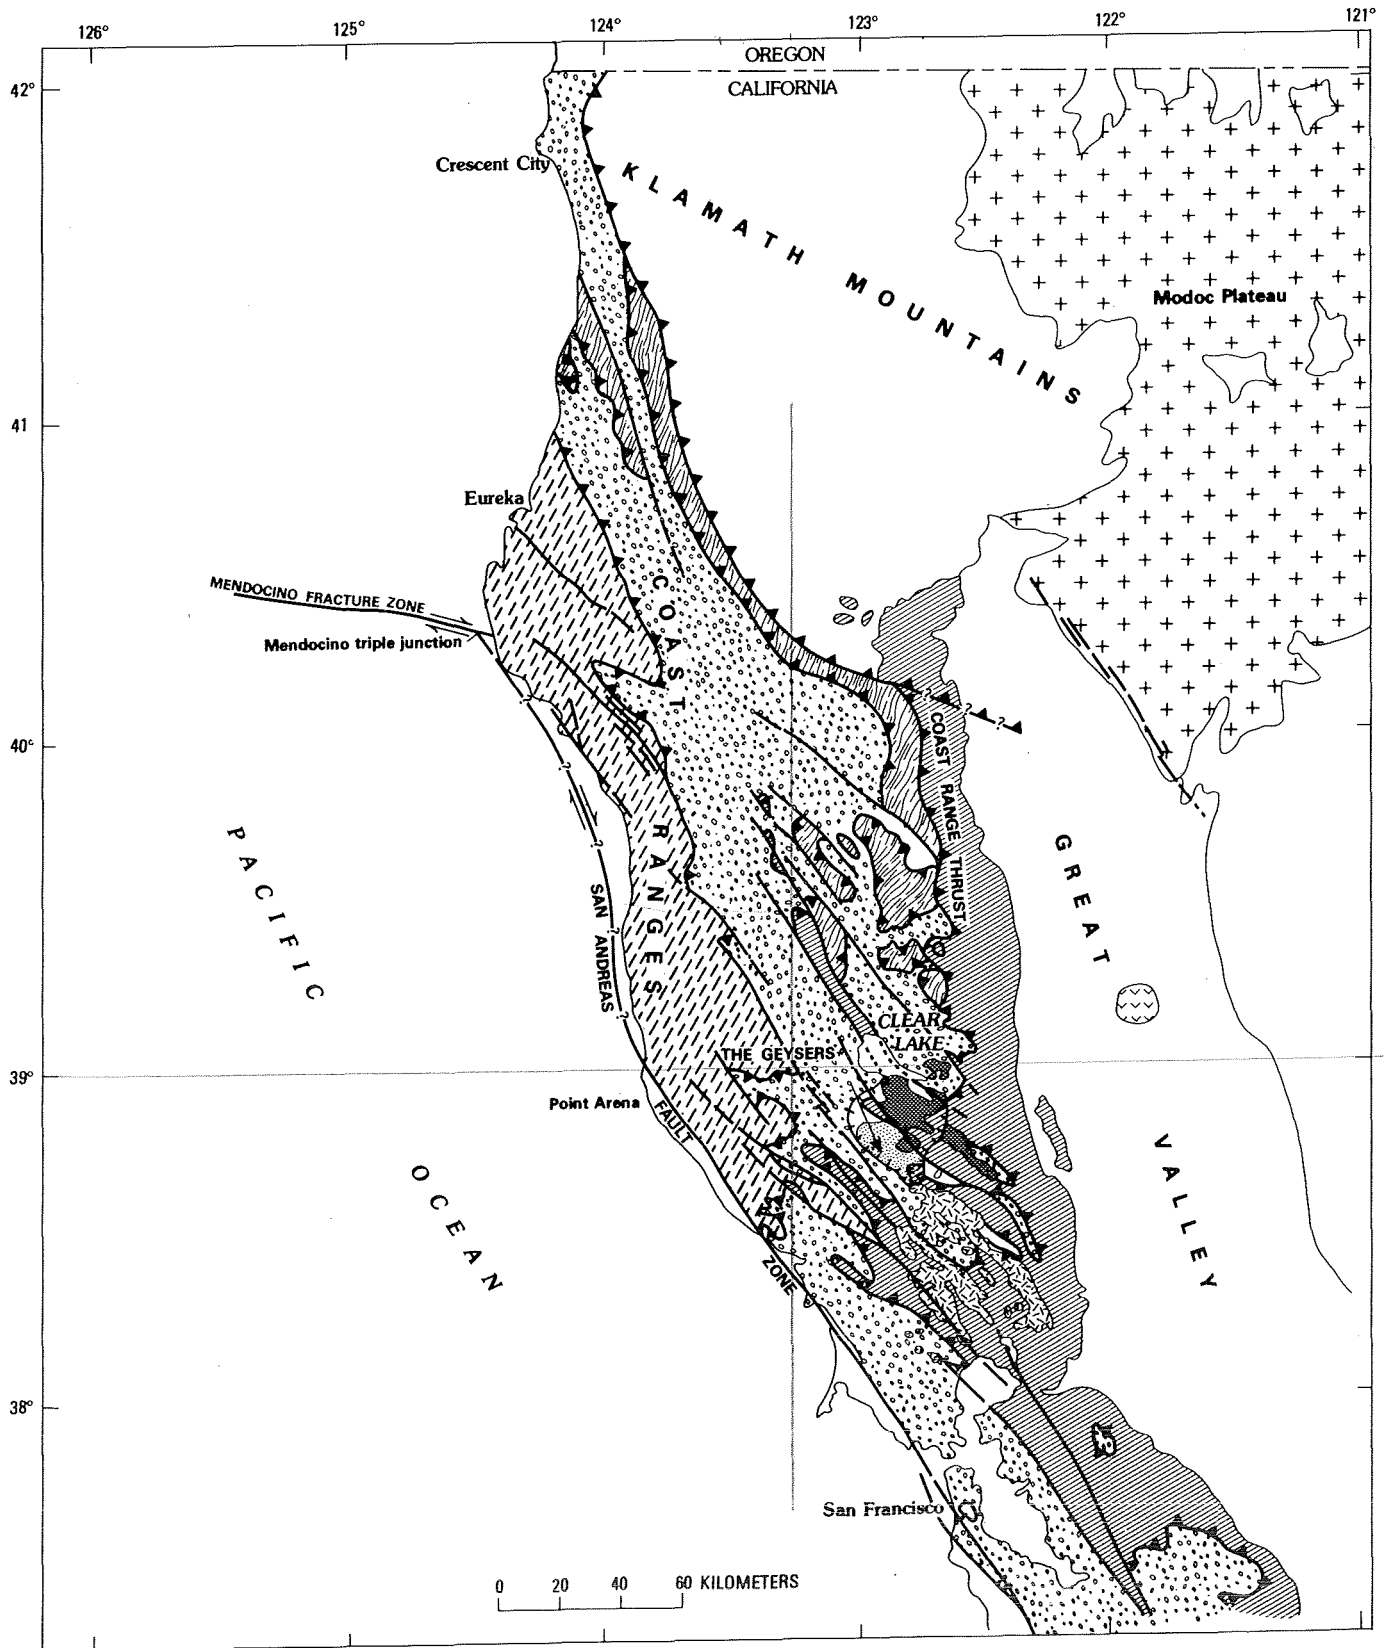 126° 125° 124° 123° 122° 121°
OREGON
42°
CALIFORNIA
Crescent City
KLAMATH MOUNTAINS
Modoc Plateau
41
Eureka
MENDOCINO FRACTURE ZONE
Mendocino triple junction
COAST RANGES
?
? ? ?
40°
COAST RANGE THRUST
?
?
PACIFIC OCEAN
GREAT VALLEY
SAN ANDREAS FAULT ZONE
?
?
CLEAR LAKE
THE GEYSERS
39°
Point Arena
38°
San Francisco
0 20 40 60 KILOMETERS